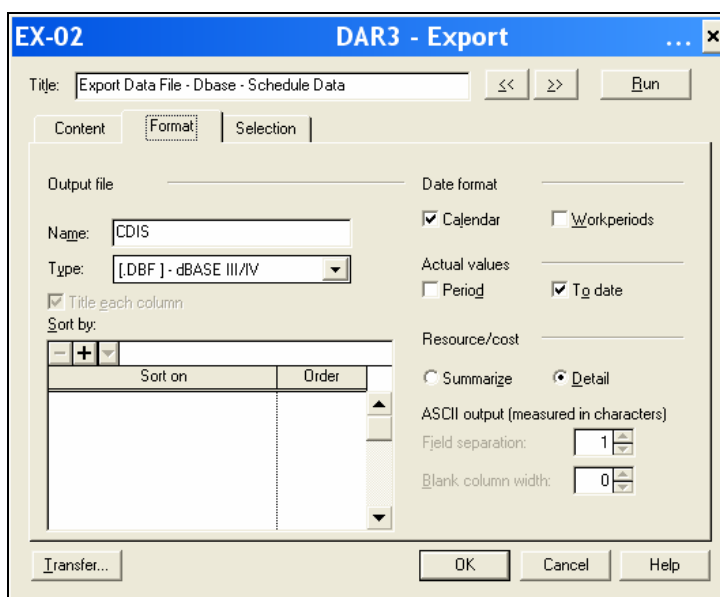 EX-02 DAR3 - Export ...
Title: Export Data File - Dbase - Schedule Data << >> Run
Content Format Selection
Output file
Name: CDIS
Type: [.DBF ] - dBASE III/IV
Title each column
Sort by:
Sort on Order
Date format
Calendar Workperiods
Actual values
Period To date
Resource/cost
Summarize Detail
ASCII output (measured in characters)
Field separation: 1
Blank column width: 0
Transfer... OK Cancel Help